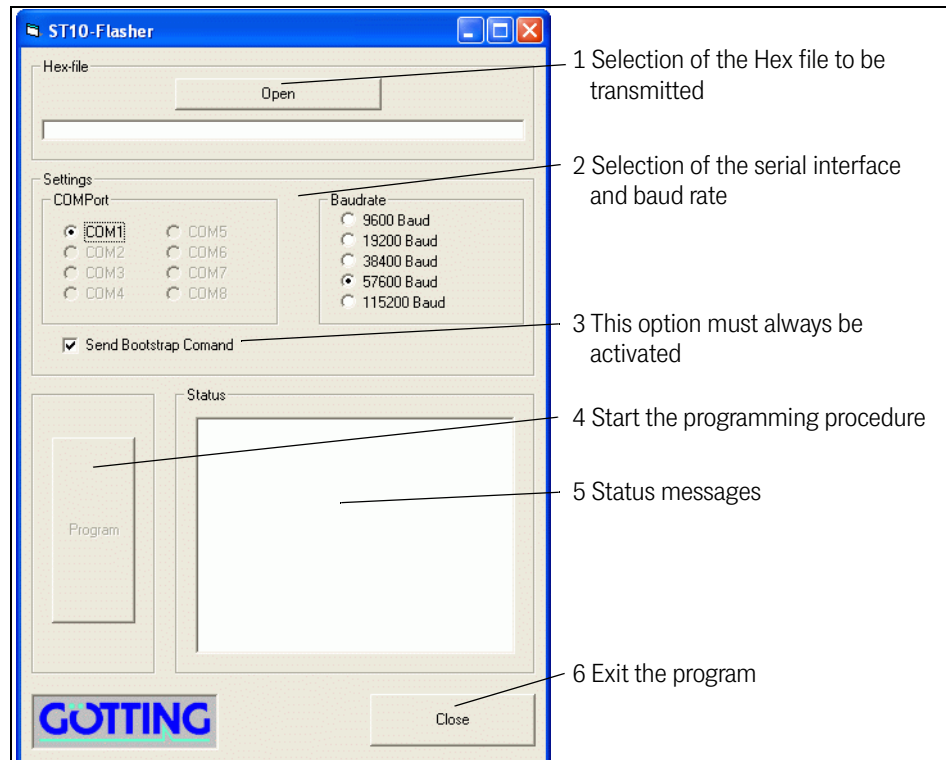 ST10-Flasher
Hex-file
Open
1 Selection of the Hex file to be
transmitted
Settings
COMPort
COM1
COM2
COM3
COM4
COM5
COM6
COM7
COM8
Baudrate
9600 Baud
19200 Baud
38400 Baud
57600 Baud
115200 Baud
2 Selection of the serial interface
and baud rate
Send Bootstrap Comand
3 This option must always be
activated
Program
Status
4 Start the programming procedure
5 Status messages
6 Exit the program
GÖTTING
Close